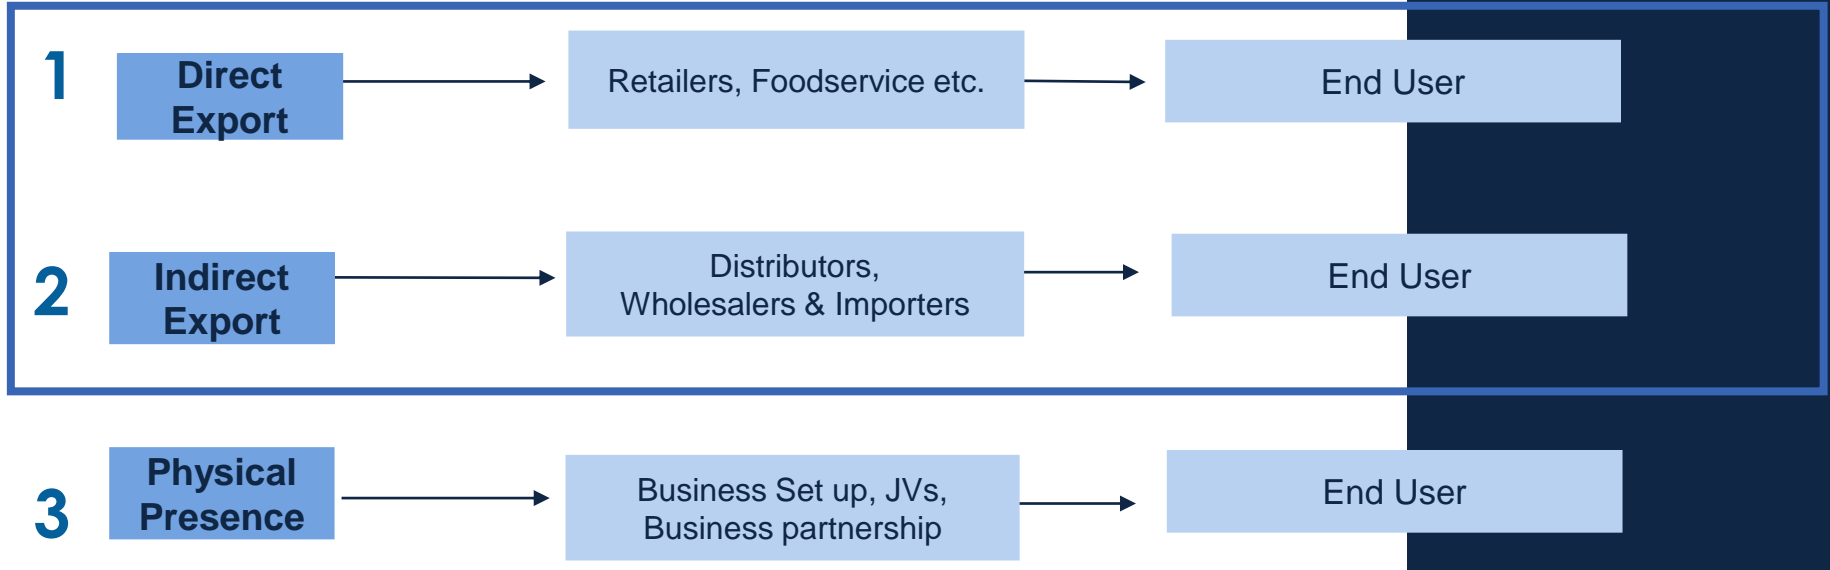 1
Direct
Export
Retailers, Foodservice etc.
End User
2
Indirect
Export
Distributors,
Wholesalers & Importers
End User
3
Physical
Presence
Business Set up, JVs,
Business partnership
End User